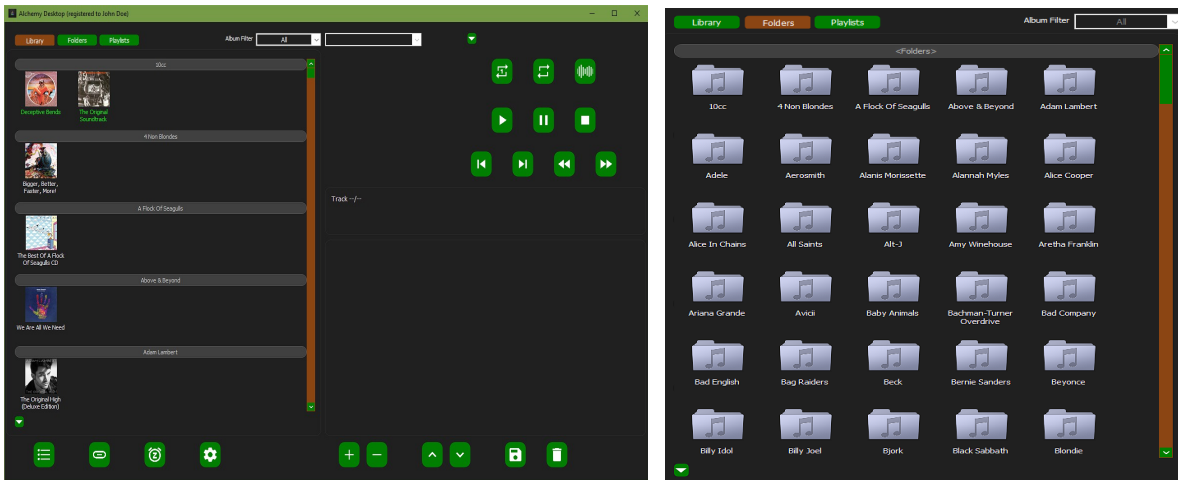 Alchemy Desktop (registered to John Doe)
Library Folders Playlists Album Filter All
10cc
Deceptive Bends The Original
Soundtrack
4 Non Blondes
Bigger, Better,
Faster, More!
A Flock Of Seagulls
The Best Of A Flock
Of Seagulls CD
Above & Beyond
We Are All We Need
Adam Lambert
The Original High
(Deluxe Edition)
Track --/--
Library Folders Playlists Album Filter All
<Folders>
10cc 4 Non Blondes A Flock Of Seagulls Above & Beyond Adam Lambert
Adele Aerosmith Alanis Morissette Alannah Myles Alice Cooper
Alice In Chains All Saints Alt-J Amy Winehouse Aretha Franklin
Ariana Grande Avicii Baby Animals Bachman-Turner Bad Company
Overdrive
Bad English Bag Raiders Beck Bernie Sanders Beyonce
Billy Idol Billy Joel Bjork Black Sabbath Blondie